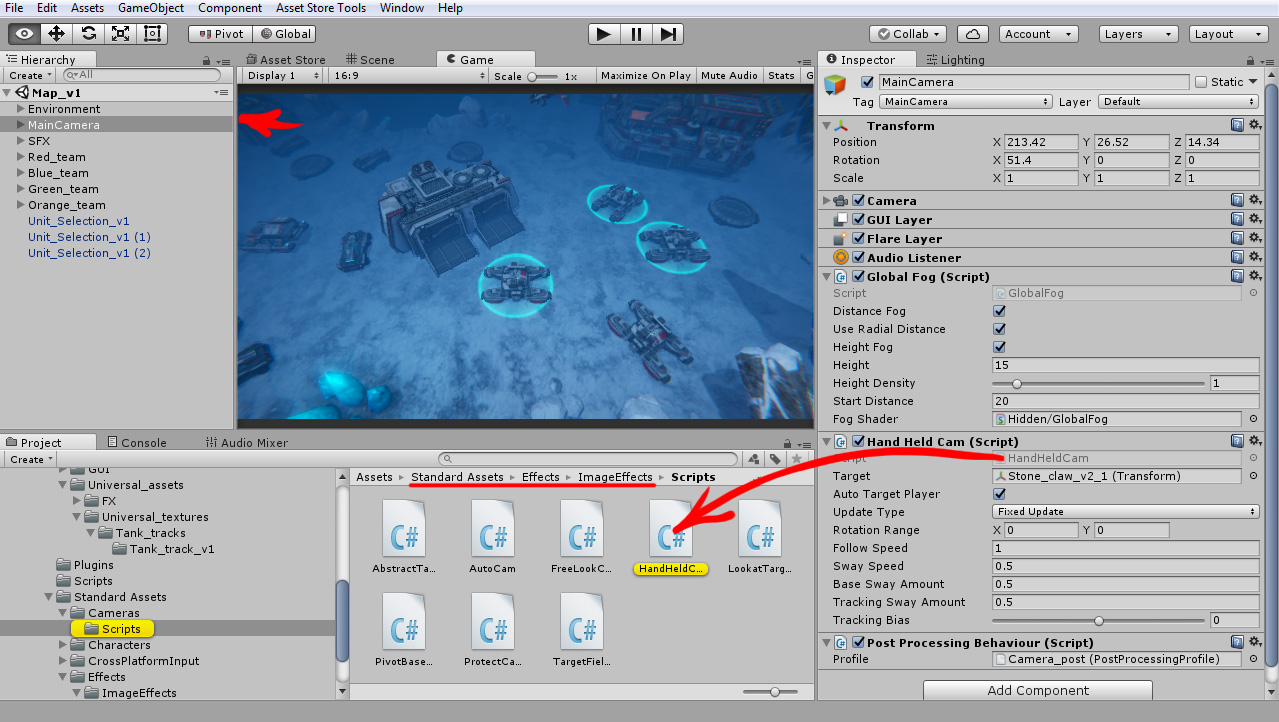 File Edit Assets GameObject Component Asset Store Tools Window Help
Pivot Global Collab Account Layers Layout
Hierarchy
Create All
Map_v1
Environment
MainCamera
SFX
Red_team
Blue_team
Green_team
Orange_team
Unit_Selection_v1
Unit_Selection_v1 (1)
Unit_Selection_v1 (2)
Asset Store Scene Game
Display 1 16:9 Scale 1x Maximize On Play Mute Audio Stats G
Inspector Lighting
MainCamera Static
Tag MainCamera Layer Default
Transform
Position X 213.42 Y 26.52 Z 14.34
Rotation X 51.4 Y 0 Z 0
Scale X 1 Y 1 Z 1
Camera
GUI Layer
Flare Layer
Audio Listener
Global Fog (Script)
Script GlobalFog
Distance Fog
Use Radial Distance
Height Fog
Height 15
Height Density 1
Start Distance 20
Fog Shader Hidden/GlobalFog
Hand Held Cam (Script)
Script HandHeldCam
Target Stone_claw_v2_1 (Transform)
Auto Target Player
Update Type Fixed Update
Rotation Range X 0 Y 0
Follow Speed 1
Sway Speed 0.5
Base Sway Amount 0.5
Tracking Sway Amount 0.5
Tracking Bias 0
Post Processing Behaviour (Script)
Profile Camera_post (PostProcessingProfile)
Add Component
Project Console Audio Mixer
Create
GUI
Universal_assets
FX
Universal_textures
Tank_tracks
Tank_track_v1
Plugins
Scripts
Standard Assets
Cameras
Scripts
Characters
CrossPlatformInput
Effects
ImageEffects
Assets Standard Assets Effects ImageEffects Scripts
C# C# C# C# C#
AbstractTa... AutoCam FreeLookC... HandHeldC... LookatTarg...
C# C# C#
PivotBase... ProtectCa... TargetFiel...